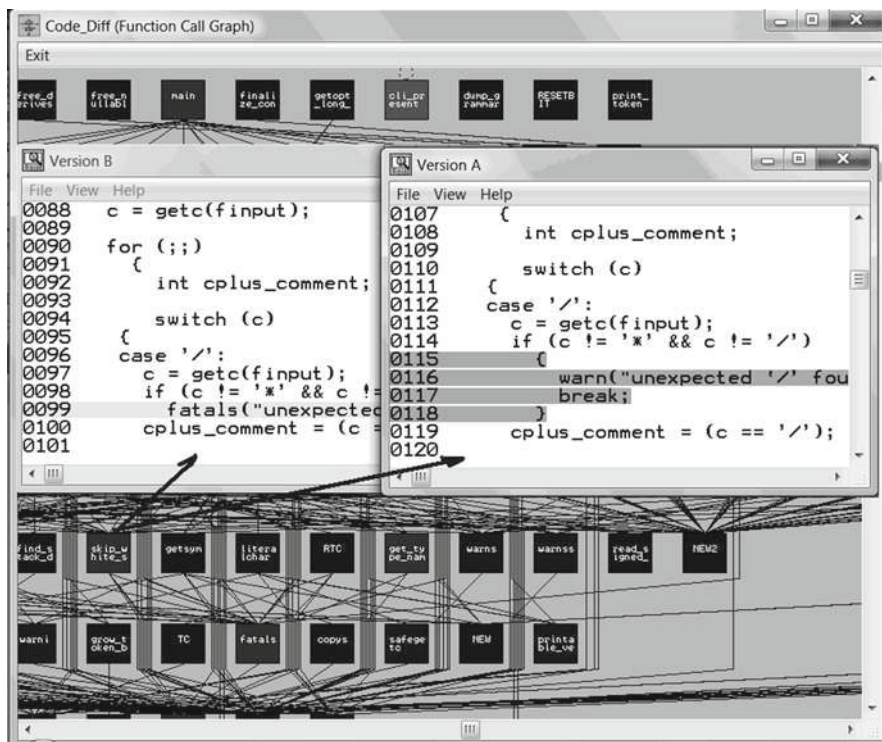 Code_Diff (Function Call Graph)
Exit
free_d
erives
free_n
ullabl
main
finali
ze_con
getopt
_long_
cli_pr
esent
dump_g
rammar
RESETB
IT
print_
token
Version B
File View Help
0088 c = getc(finput);
0089
0090 for (;;)
0091 {
0092 int cplus_comment;
0093
0094 switch (c)
0095 {
0096 case '/':
0097 c = getc(finput);
0098 if (c != '*' && c !=
0099 fatals("unexpected
0100 cplus_comment = (c =
0101
Version A
File View Help
0107 {
0108 int cplus_comment;
0109
0110 switch (c)
0111 {
0112 case '/':
0113 c = getc(finput);
0114 if (c != '*' && c != '/')
0115 {
0116 warn("unexpected '/' fou
0117 break;
0118 }
0119 cplus_comment = (c == '/');
0120
find_s
tack_d
skip_w
hite_s
getsym
litera
lchar
RTC
get_ty
pe_nam
warns
warnss
read_s
igned_
NEW2
warni
grow_t
oken_b
TC
fatals
copys
safege
tc
NEW
printa
ble_ve